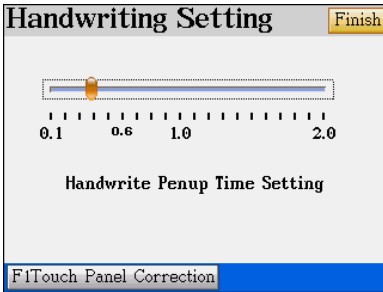 Handwriting Setting
Finish
0.1 0.6 1.0 2.0
Handwrite Penup Time Setting
F1Touch Panel Correction